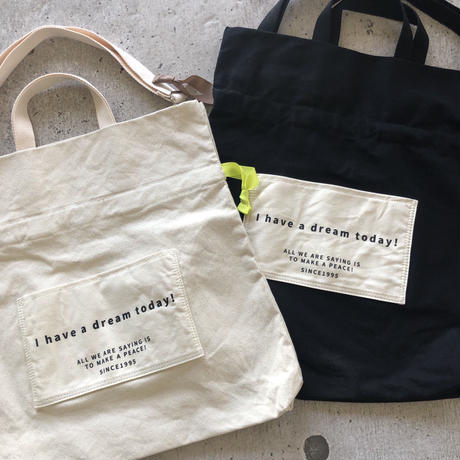 I have a dream today!
ALL WE ARE SAYING IS
TO MAKE A PEACE!
SINCE1995
I have a dream today!
ALL WE ARE SAYING IS
TO MAKE A PEACE!
SINCE1995